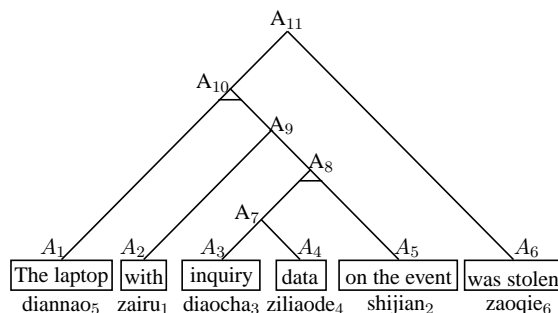 A₁₁
A₁₀
A₉
A₈
A₇
A₁ A₂ A₃ A₄ A₅ A₆
The laptop with inquiry data on the event was stolen
diannao₅ zairu₁ diaocha₃ ziliaode₄ shijian₂ zaoqie₆